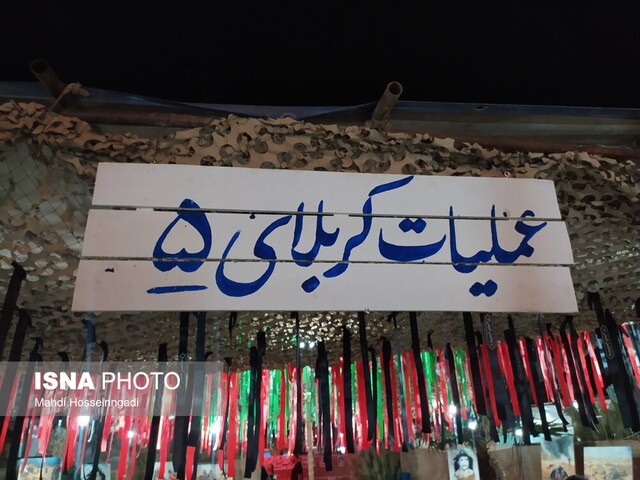 عملیات کربلای ۵
ISNA PHOTO
Mahdi Hosseinngadi